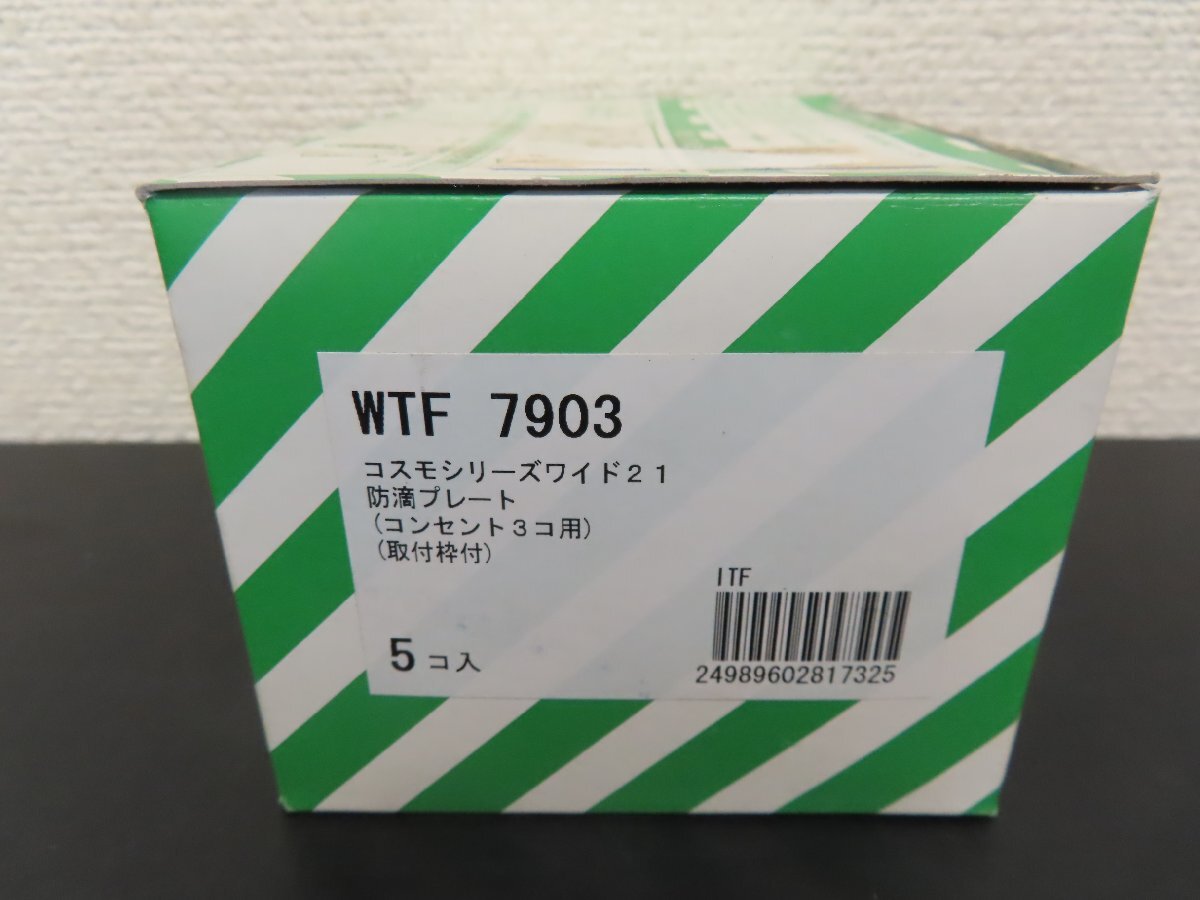 WTF 7903
コスモシリーズワイド２１
防滴プレート
(コンセント３コ用)
(取付枠付)
5コ入
ITF
24989602817325